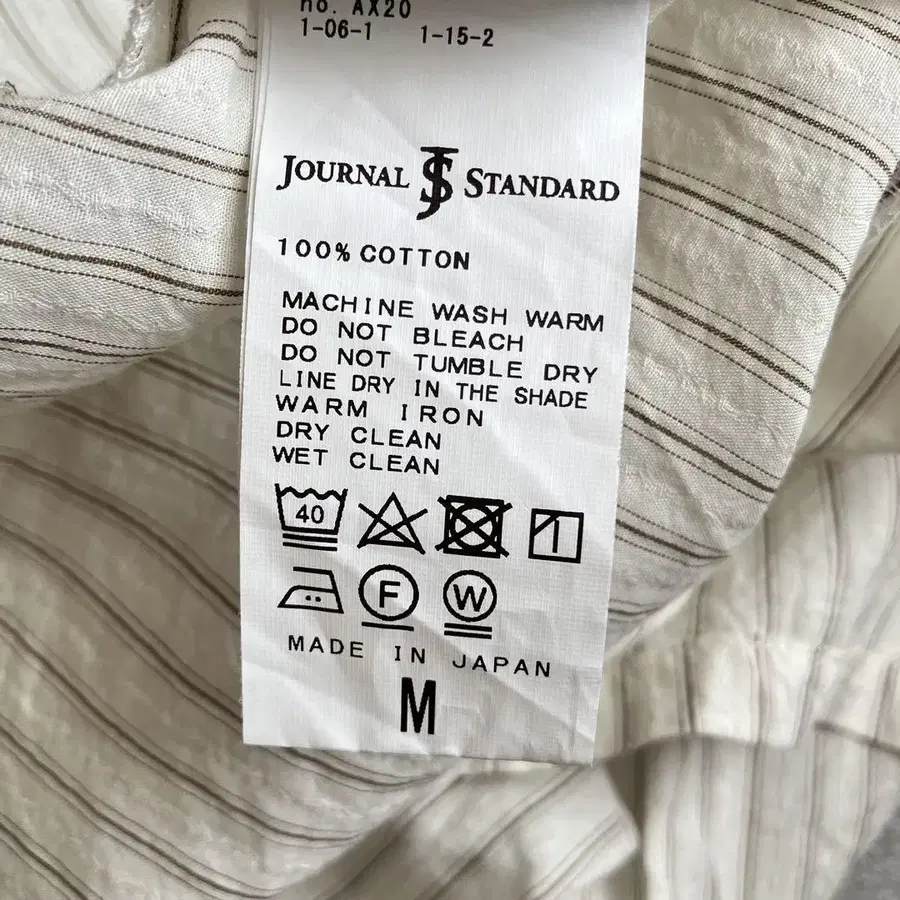 no. AX20
1-06-1 1-15-2
JOURNAL JS STANDARD
100% COTTON
MACHINE WASH WARM
DO NOT BLEACH
DO NOT TUMBLE DRY
LINE DRY IN THE SHADE
WARM IRON
DRY CLEAN
WET CLEAN
40
F W
MADE IN JAPAN
M